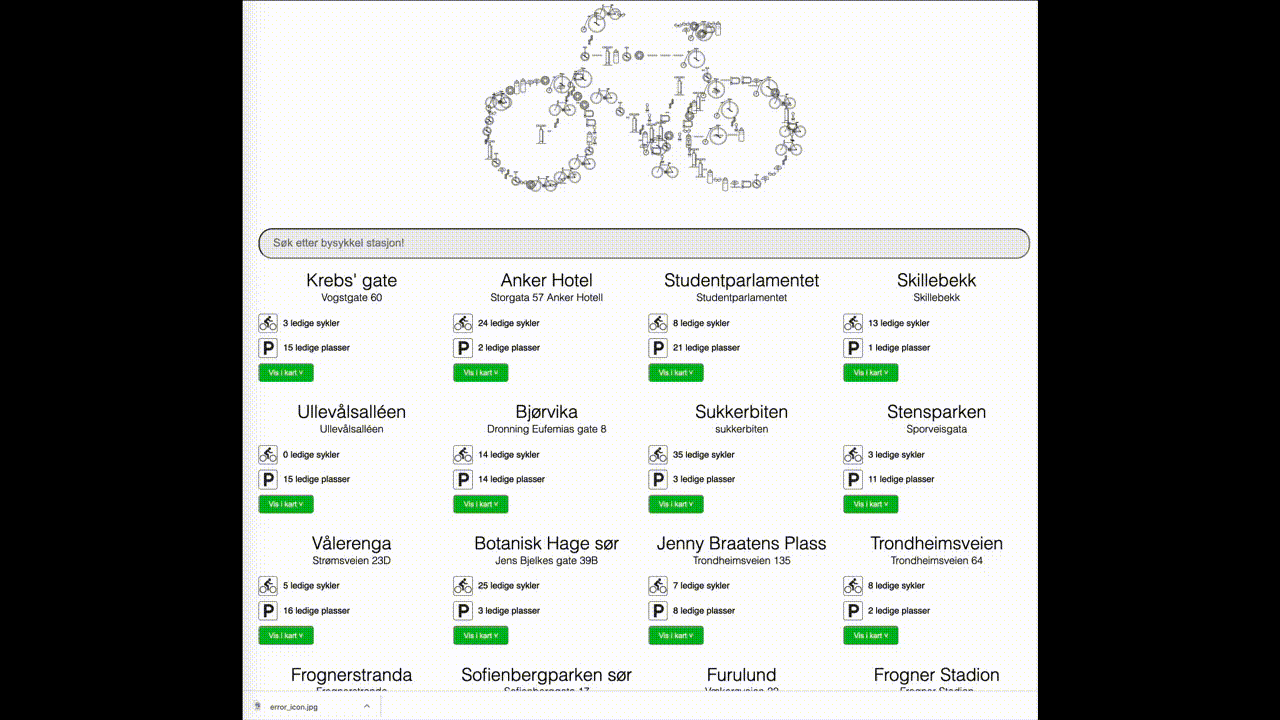 Søk etter bysykkel stasjon!
Krebs' gate Anker Hotel Studentparlamentet Skillebekk
Vogstgate 60 Storgata 57 Anker Hotell Studentparlamentet Skillebekk
3 ledige sykler 24 ledige sykler 8 ledige sykler 13 ledige sykler
P 15 ledige plasser P 2 ledige plasser P 21 ledige plasser P 1 ledige plasser
Vis i kart v Vis i kart v Vis i kart v Vis i kart v
Ullevålsalléen Bjørvika Sukkerbiten Stensparken
Ullevålsalléen Dronning Eufemias gate 8 sukkerbiten Sporveisgata
0 ledige sykler 14 ledige sykler 35 ledige sykler 3 ledige sykler
P 15 ledige plasser P 14 ledige plasser P 3 ledige plasser P 11 ledige plasser
Vis i kart v Vis i kart v Vis i kart v Vis i kart v
Vålerenga Botanisk Hage sør Jenny Braatens Plass Trondheimsveien
Strømsveien 23D Jens Bjelkes gate 39B Trondheimsveien 135 Trondheimsveien 64
5 ledige sykler 25 ledige sykler 7 ledige sykler 8 ledige sykler
P 16 ledige plasser P 3 ledige plasser P 8 ledige plasser P 2 ledige plasser
Vis i kart v Vis i kart v Vis i kart v Vis i kart v
Frognerstranda Sofienbergparken sør Furulund Frogner Stadion
Frognerstranda Sofienberggata 17 Frogner Stadion
error_icon.jpg